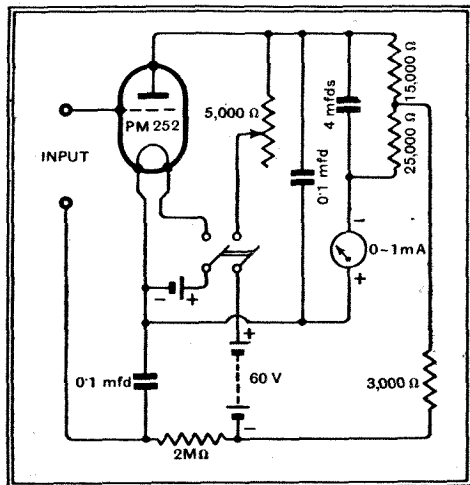 PM 252
INPUT
5,000 Ω
0·1 mfd
4 mfds
15,000 Ω
25,000 Ω
-
0~1mA
+
- +
+
60 V
-
0·1 mfd
2MΩ
3,000 Ω